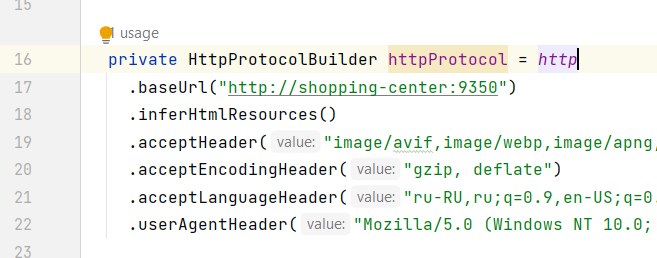 15
usage
16 private HttpProtocolBuilder httpProtocol = http
17 .baseUrl("http://shopping-center:9350")
18 .inferHtmlResources()
19 .acceptHeader( value: "image/avif,image/webp,image/apng,
20 .acceptEncodingHeader( value: "gzip, deflate")
21 .acceptLanguageHeader( value: "ru-RU,ru;q=0.9,en-US;q=0.
22 .userAgentHeader( value: "Mozilla/5.0 (Windows NT 10.0;
23